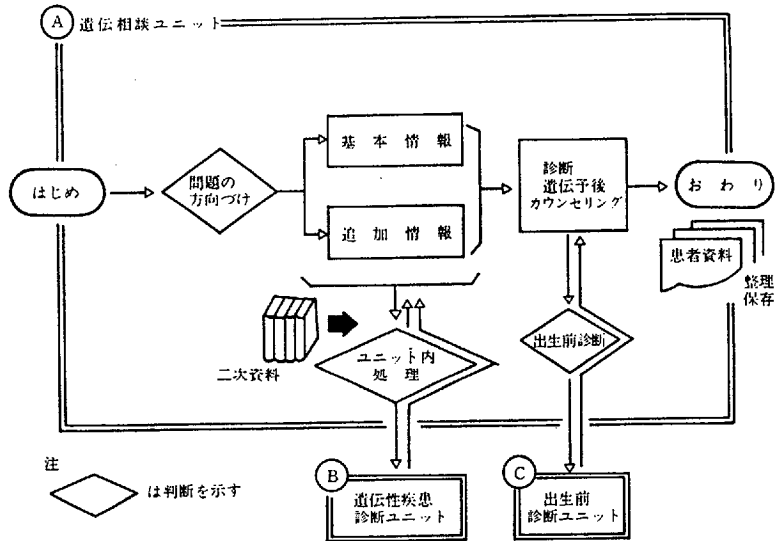 A 遺伝相談ユニット
はじめ
問題の
方向づけ
基本情報
追加情報
診断
遺伝予後
カウンセリング
おわり
患者資料
整理
保存
二次資料
ユニット内
処理
出生前診断
注
は判断を示す
B
遺伝性疾患
診断ユニット
C
出生前
診断ユニット